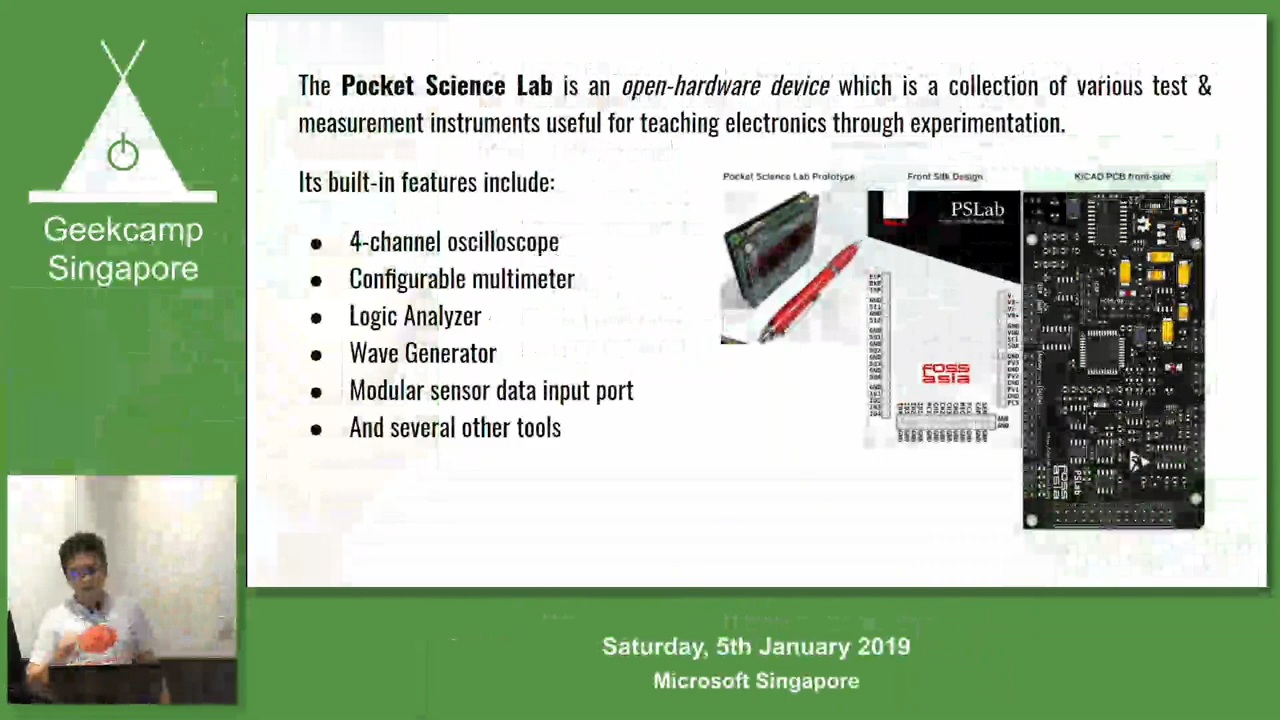 Geekcamp
Singapore
The Pocket Science Lab is an open-hardware device which is a collection of various test &
measurement instruments useful for teaching electronics through experimentation.
Its built-in features include:
● 4-channel oscilloscope
● Configurable multimeter
● Logic Analyzer
● Wave Generator
● Modular sensor data input port
● And several other tools
Pocket Science Lab Prototype
Front Silk Design
KiCAD PCB front-side
PSLab
FOSS
ASIA
PSLab
FOSS
ASIA
Saturday, 5th January 2019
Microsoft Singapore